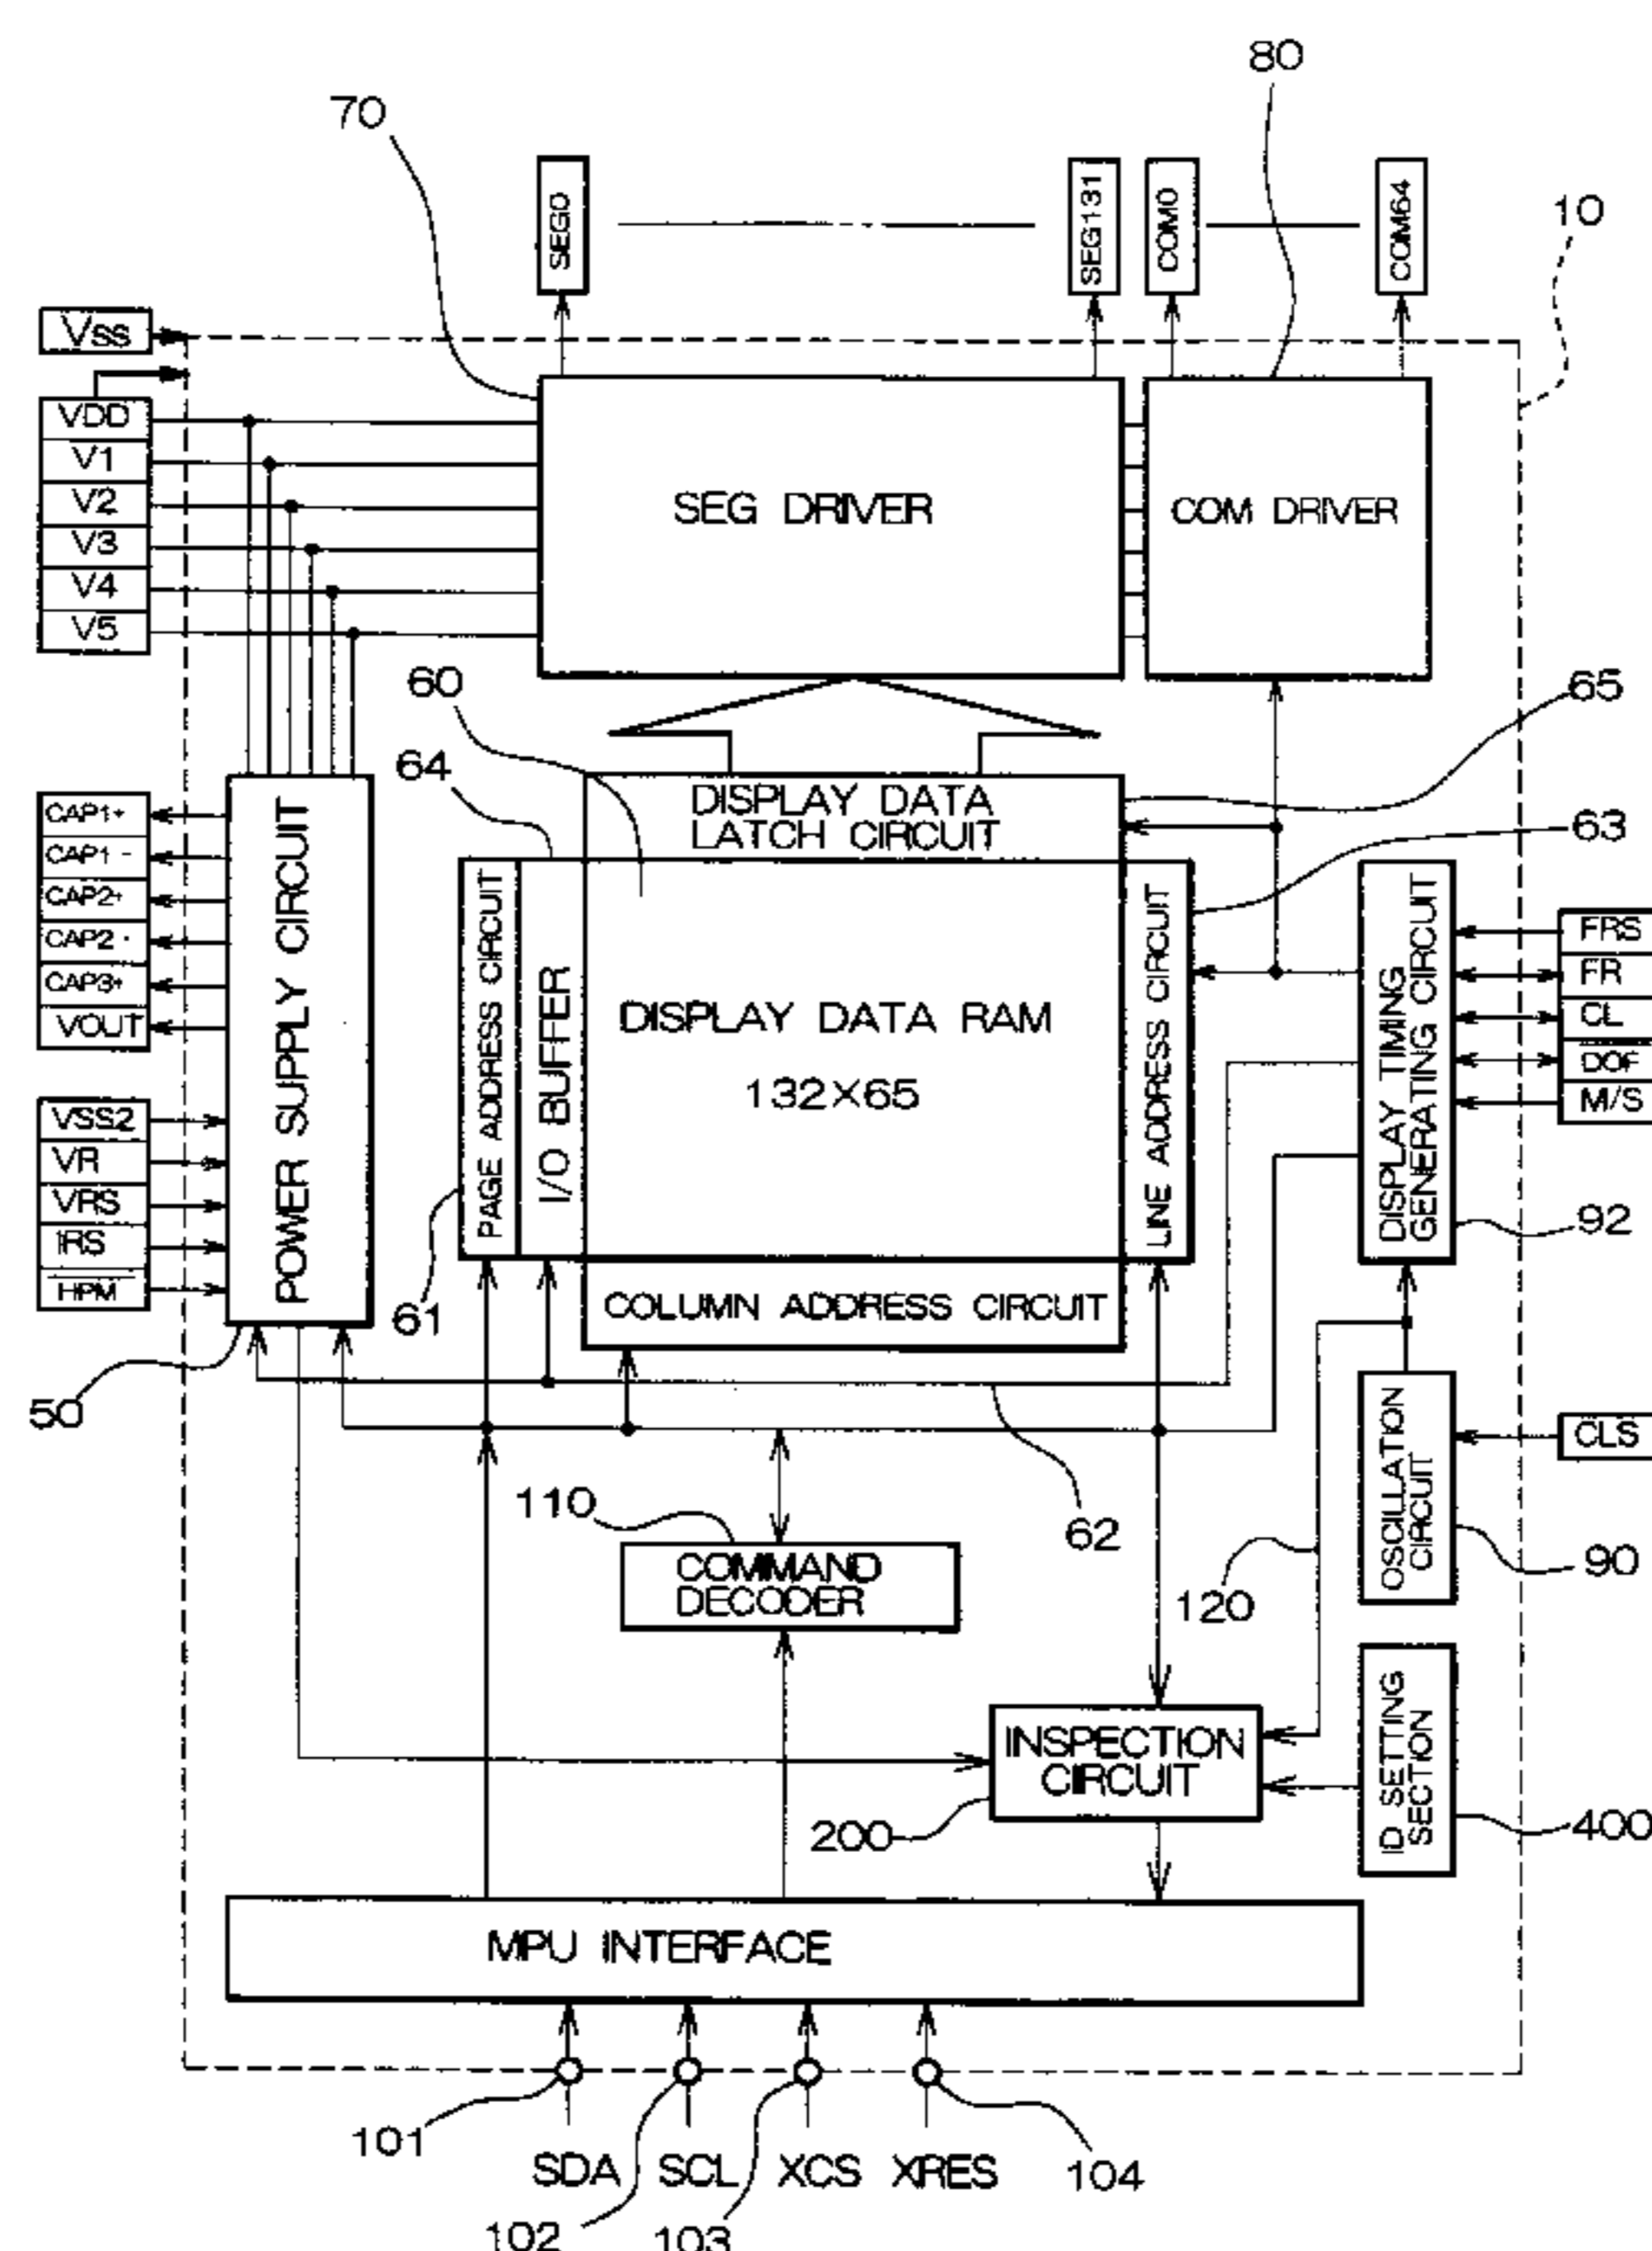 80
70
SEG0
SEG131
COM0
COM64
10
VSS
VDD
V1
V2
V3
V4
V5
SEG DRIVER
COM DRIVER
60
65
64
63
CAP1+
CAP1-
CAP2+
CAP2-
CAP3+
VOUT
VSS2
VR
VRS
IRS
HPM
POWER SUPPLY CIRCUIT
DISPLAY DATA
LATCH CIRCUIT
PAGE ADDRESS CIRCUIT
I/O BUFFER
DISPLAY DATA RAM
132X65
LINE ADDRESS CIRCUIT
DISPLAY TIMING
GENERATING CIRCUIT
FRS
FR
CL
DOF
M/S
92
61
COLUMN ADDRESS CIRCUIT
50
OSCILLATION
CIRCUIT
CLS
110
62
90
COMMAND
DECODER
120
INSPECTION
CIRCUIT
ID SETTING
SECTION
200
400
MPU INTERFACE
101
SDA
SCL
XCS
XRES
104
102
103